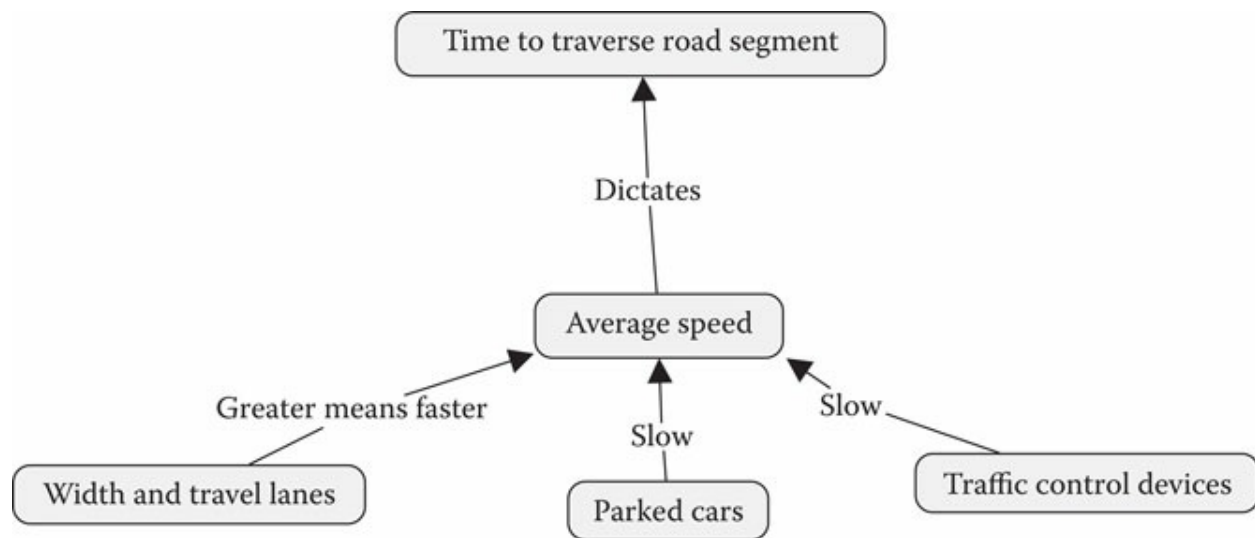 Time to traverse road segment
Dictates
Average speed
Greater means faster
Slow
Slow
Width and travel lanes
Parked cars
Traffic control devices